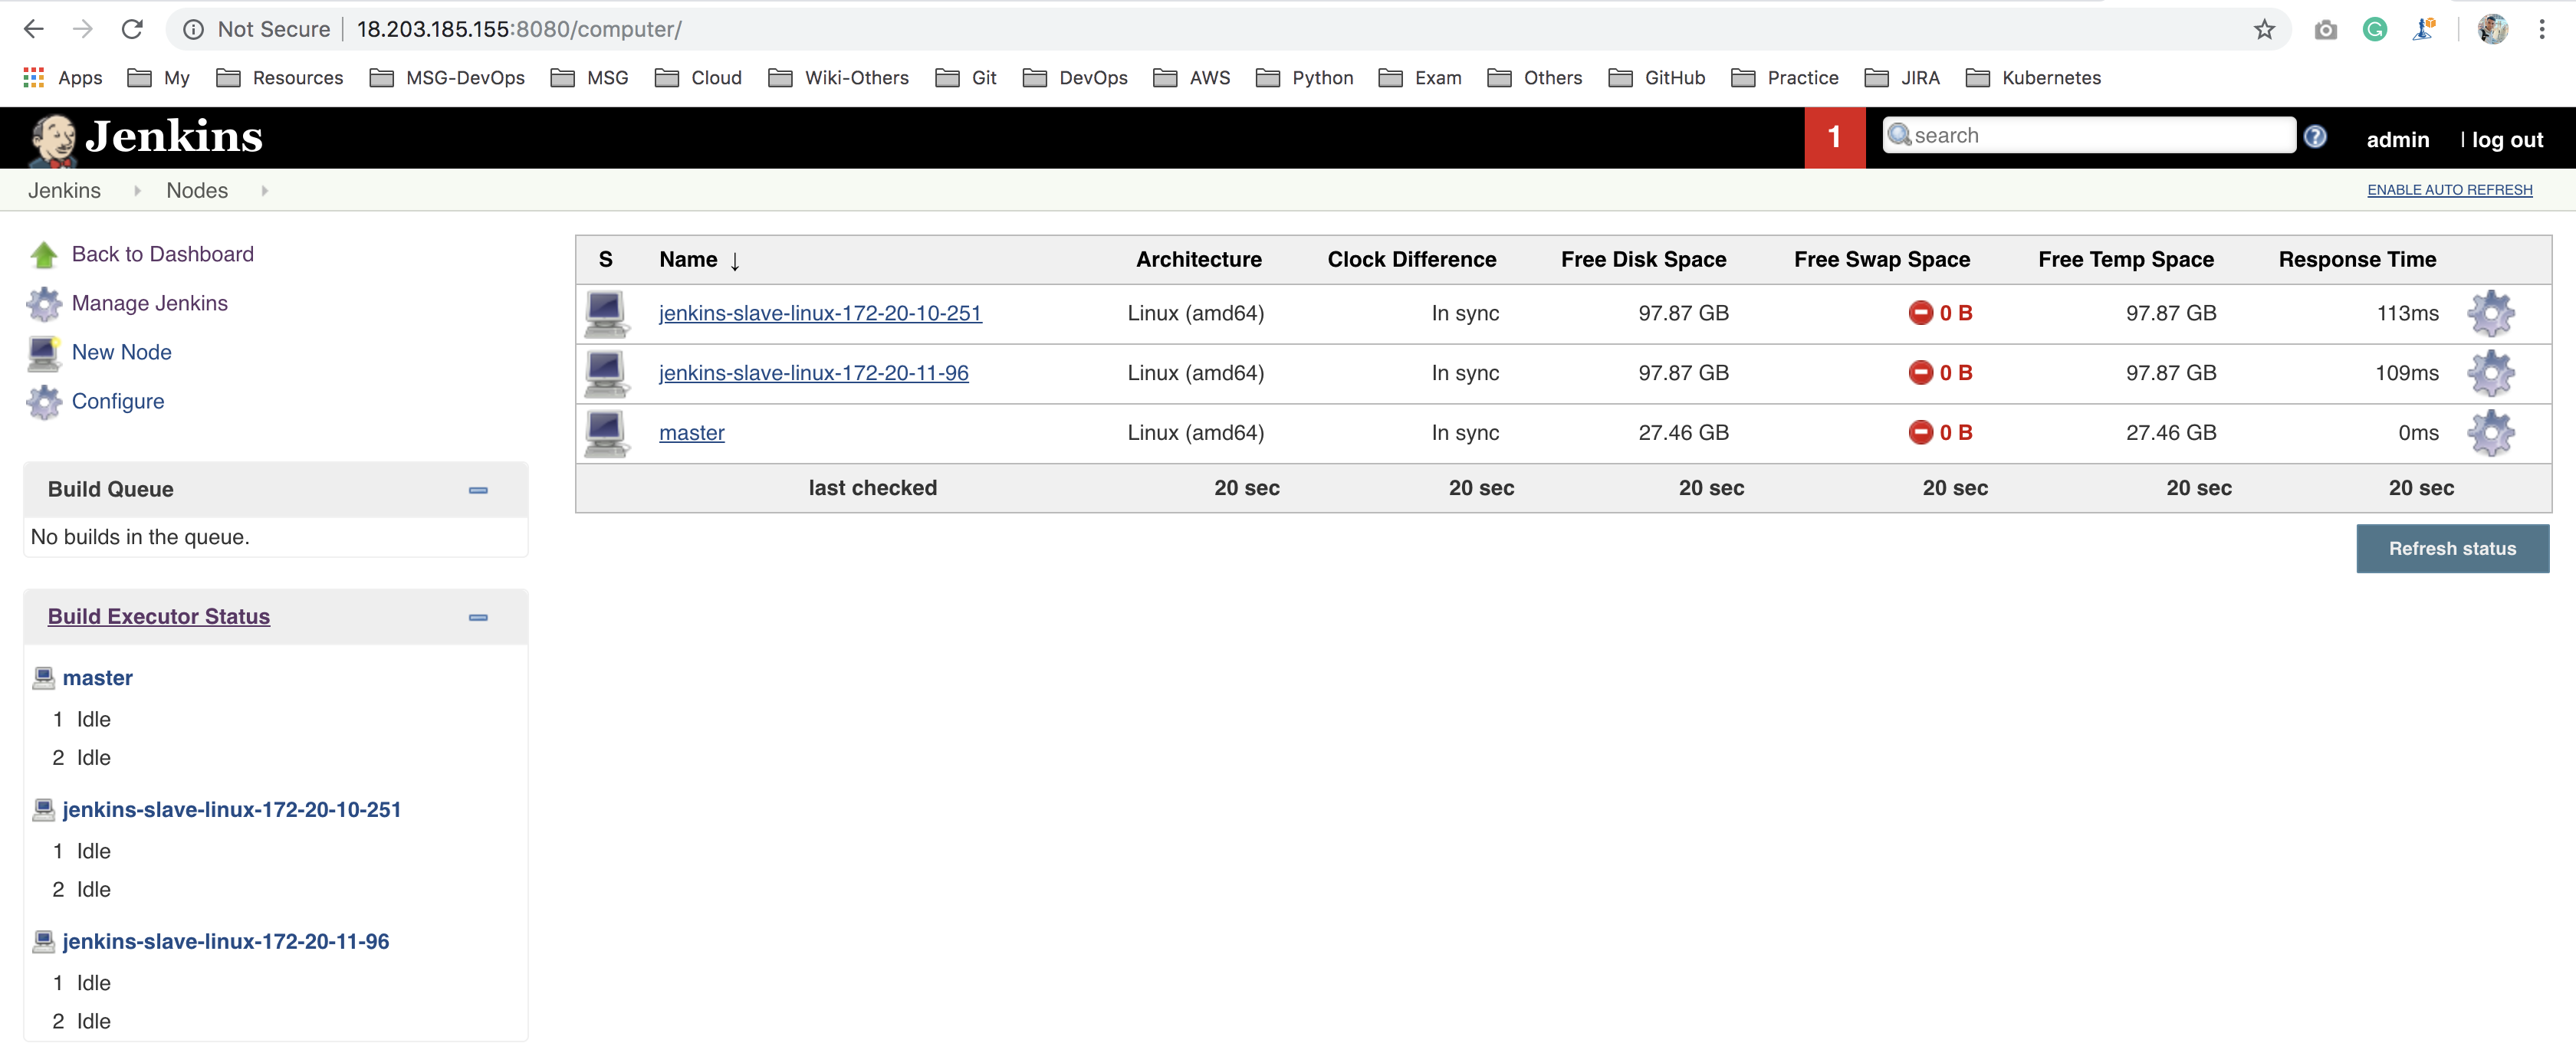 Not Secure | 18.203.185.155:8080/computer/
Apps My Resources MSG-DevOps MSG Cloud Wiki-Others Git DevOps AWS Python Exam Others GitHub Practice JIRA Kubernetes
Jenkins 1 search admin | log out
Jenkins Nodes ENABLE AUTO REFRESH
Back to Dashboard
Manage Jenkins
New Node
Configure
Build Queue
No builds in the queue.
Build Executor Status
master
1 Idle
2 Idle
jenkins-slave-linux-172-20-10-251
1 Idle
2 Idle
jenkins-slave-linux-172-20-11-96
1 Idle
2 Idle
S Name ↓ Architecture Clock Difference Free Disk Space Free Swap Space Free Temp Space Response Time
jenkins-slave-linux-172-20-10-251 Linux (amd64) In sync 97.87 GB 0 B 97.87 GB 113ms
jenkins-slave-linux-172-20-11-96 Linux (amd64) In sync 97.87 GB 0 B 97.87 GB 109ms
master Linux (amd64) In sync 27.46 GB 0 B 27.46 GB 0ms
last checked 20 sec 20 sec 20 sec 20 sec 20 sec 20 sec
Refresh status